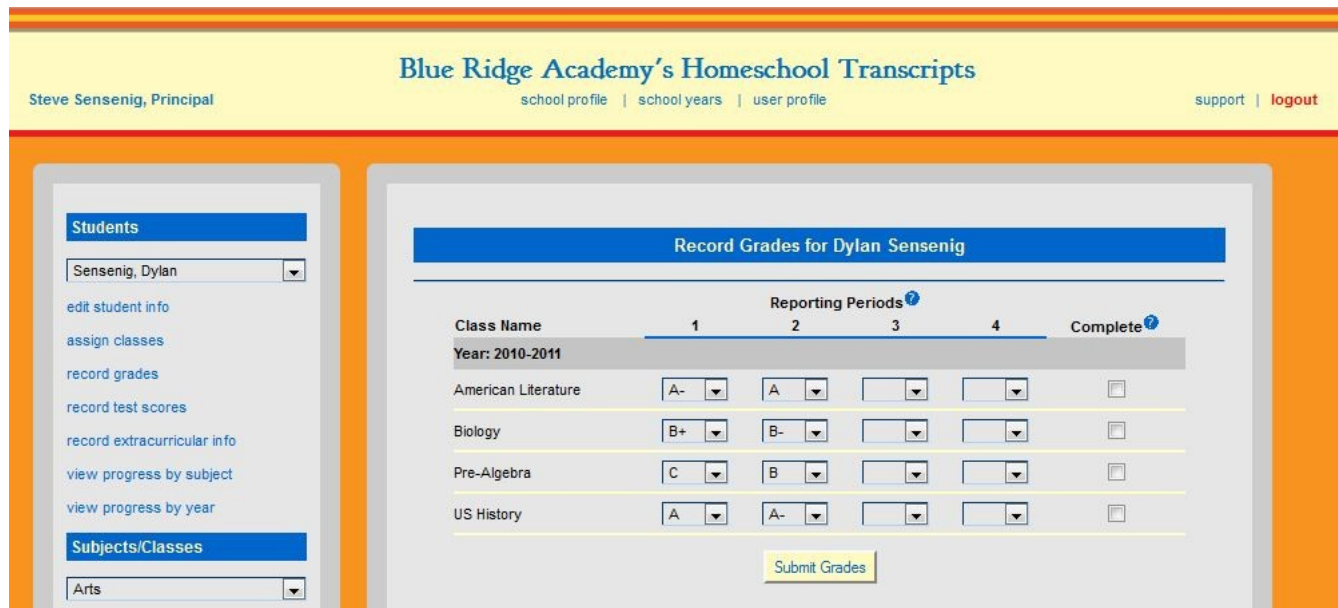 Blue Ridge Academy's Homeschool Transcripts
Steve Sensenig, Principal
school profile | school years | user profile
support | logout
Students
Sensenig, Dylan
edit student info
assign classes
record grades
record test scores
record extracurricular info
view progress by subject
view progress by year
Subjects/Classes
Arts
Record Grades for Dylan Sensenig
Reporting Periods ?
Class Name 1 2 3 4 Complete ?
Year: 2010-2011
American Literature A- A
Biology B+ B-
Pre-Algebra C B
US History A A-
Submit Grades